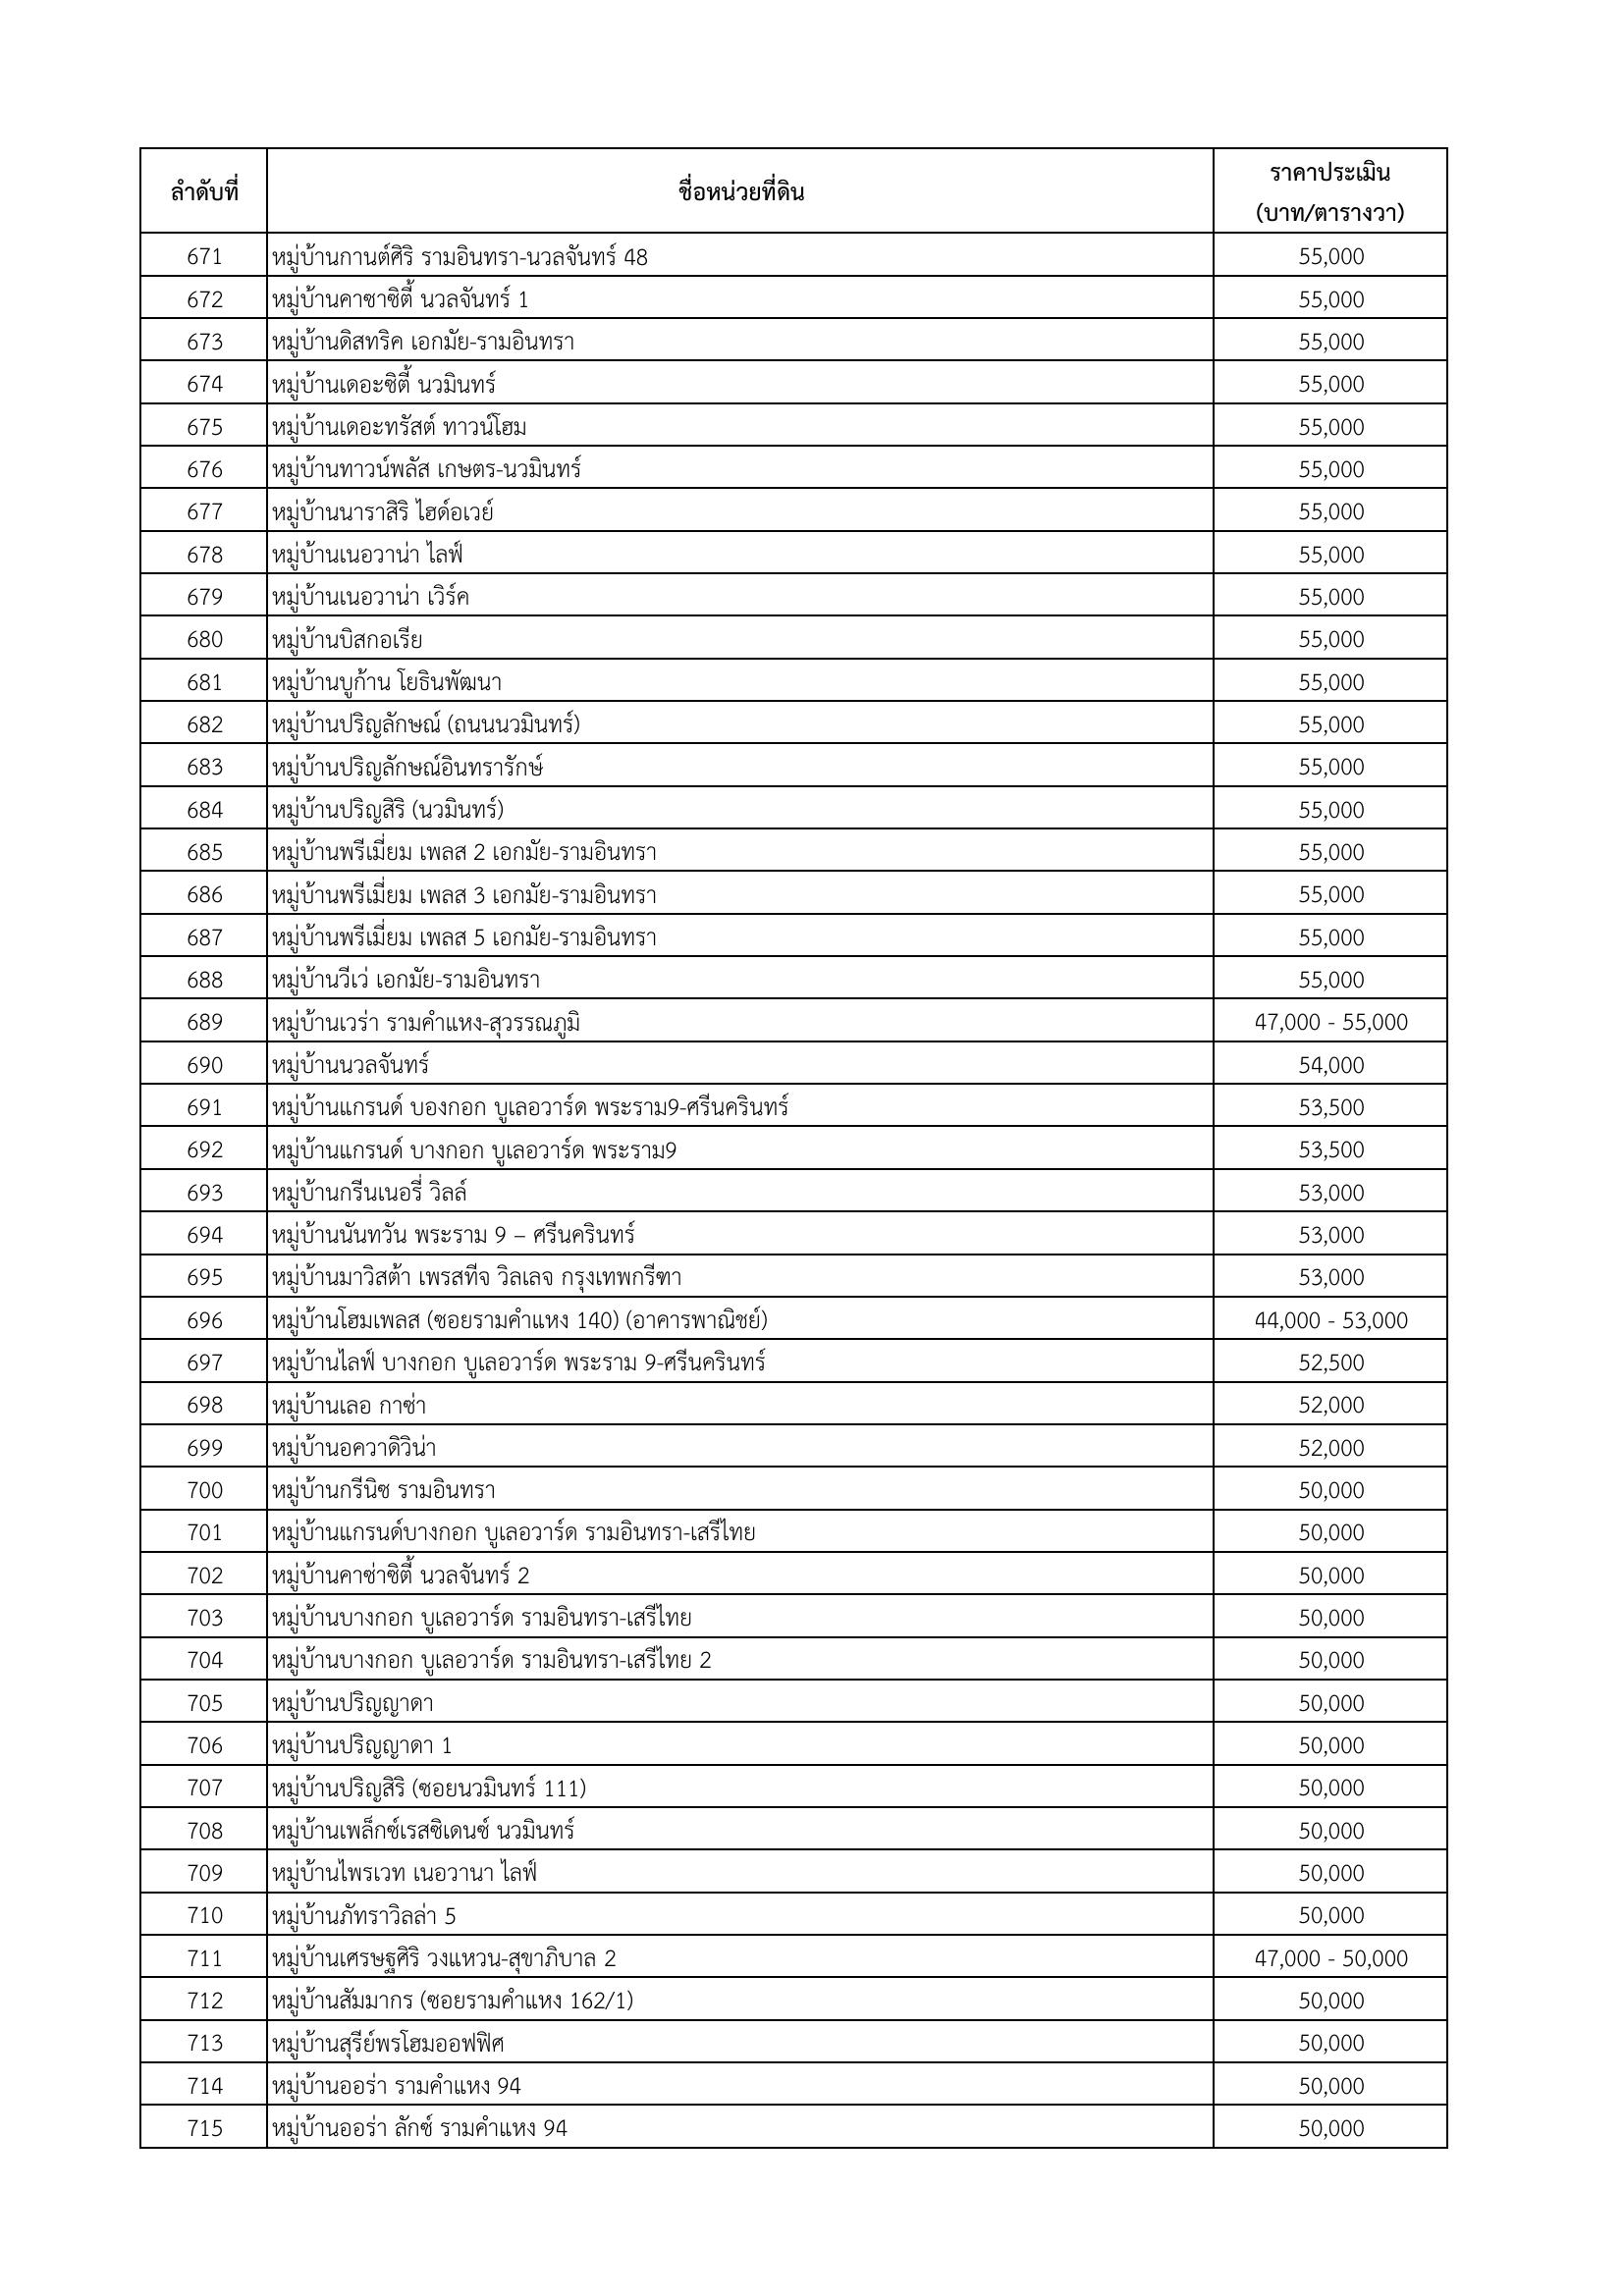 ลำดับที่ ชื่อหน่วยที่ดิน ราคาประเมิน (บาท/ตารางวา)
671 หมู่บ้านกานต์ศิริ รามอินทรา-นวลจันทร์ 48 55,000
672 หมู่บ้านคาซาซิตี้ นวลจันทร์ 1 55,000
673 หมู่บ้านดิสทริค เอกมัย-รามอินทรา 55,000
674 หมู่บ้านเดอะซิตี้ นวมินทร์ 55,000
675 หมู่บ้านเดอะทรัสต์ ทาวน์โฮม 55,000
676 หมู่บ้านทาวน์พลัส เกษตร-นวมินทร์ 55,000
677 หมู่บ้านนาราสิริ ไฮด์อเวย์ 55,000
678 หมู่บ้านเนอวาน่า ไลฟ์ 55,000
679 หมู่บ้านเนอวาน่า เวิร์ค 55,000
680 หมู่บ้านบิสกอเรีย 55,000
681 หมู่บ้านบูก้าน โยธินพัฒนา 55,000
682 หมู่บ้านปริญลักษณ์ (ถนนนวมินทร์) 55,000
683 หมู่บ้านปริญลักษณ์อินทรารักษ์ 55,000
684 หมู่บ้านปริญสิริ (นวมินทร์) 55,000
685 หมู่บ้านพรีเมี่ยม เพลส 2 เอกมัย-รามอินทรา 55,000
686 หมู่บ้านพรีเมี่ยม เพลส 3 เอกมัย-รามอินทรา 55,000
687 หมู่บ้านพรีเมี่ยม เพลส 5 เอกมัย-รามอินทรา 55,000
688 หมู่บ้านวีเว่ เอกมัย-รามอินทรา 55,000
689 หมู่บ้านเวร่า รามคำแหง-สุวรรณภูมิ 47,000 - 55,000
690 หมู่บ้านนวลจันทร์ 54,000
691 หมู่บ้านแกรนด์ บองกอก บูเลอวาร์ด พระราม9-ศรีนครินทร์ 53,500
692 หมู่บ้านแกรนด์ บางกอก บูเลอวาร์ด พระราม9 53,500
693 หมู่บ้านกรีนเนอรี่ วิลล์ 53,000
694 หมู่บ้านนันทวัน พระราม 9 – ศรีนครินทร์ 53,000
695 หมู่บ้านมาวิสต้า เพรสทีจ วิลเลจ กรุงเทพกรีฑา 53,000
696 หมู่บ้านโฮมเพลส (ซอยรามคำแหง 140) (อาคารพาณิชย์) 44,000 - 53,000
697 หมู่บ้านไลฟ์ บางกอก บูเลอวาร์ด พระราม 9-ศรีนครินทร์ 52,500
698 หมู่บ้านเลอ กาซ่า 52,000
699 หมู่บ้านอควาดิวิน่า 52,000
700 หมู่บ้านกรีนิช รามอินทรา 50,000
701 หมู่บ้านแกรนด์บางกอก บูเลอวาร์ด รามอินทรา-เสรีไทย 50,000
702 หมู่บ้านคาซ่าซิตี้ นวลจันทร์ 2 50,000
703 หมู่บ้านบางกอก บูเลอวาร์ด รามอินทรา-เสรีไทย 50,000
704 หมู่บ้านบางกอก บูเลอวาร์ด รามอินทรา-เสรีไทย 2 50,000
705 หมู่บ้านปริญญาดา 50,000
706 หมู่บ้านปริญญาดา 1 50,000
707 หมู่บ้านปริญสิริ (ซอยนวมินทร์ 111) 50,000
708 หมู่บ้านเพล็กซ์เรสซิเดนซ์ นวมินทร์ 50,000
709 หมู่บ้านไพรเวท เนอวานา ไลฟ์ 50,000
710 หมู่บ้านภัทราวิลล่า 5 50,000
711 หมู่บ้านเศรษฐศิริ วงแหวน-สุขาภิบาล 2 47,000 - 50,000
712 หมู่บ้านสัมมากร (ซอยรามคำแหง 162/1) 50,000
713 หมู่บ้านสุรีย์พรโฮมออฟฟิศ 50,000
714 หมู่บ้านออร่า รามคำแหง 94 50,000
715 หมู่บ้านออร่า ลักซ์ รามคำแหง 94 50,000